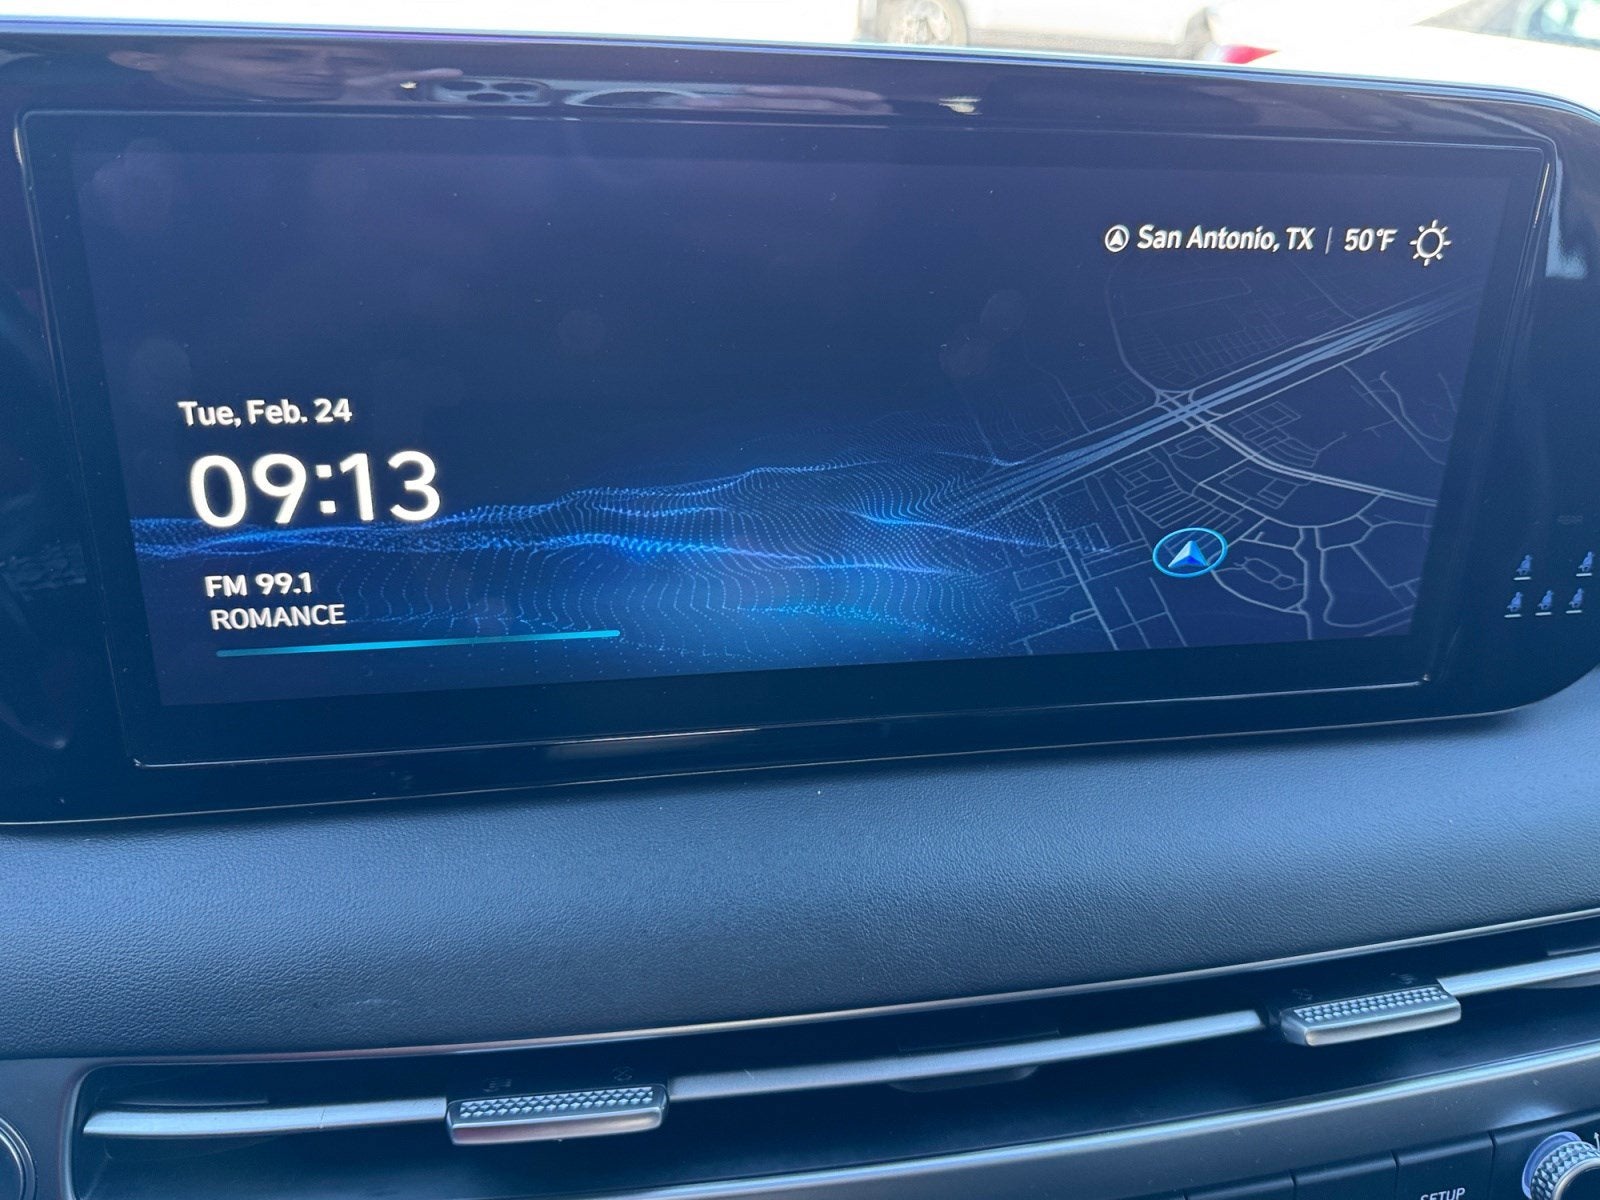 San Antonio, TX | 50°F
Tue, Feb. 24
09:13
FM 99.1
ROMANCE
SETUP